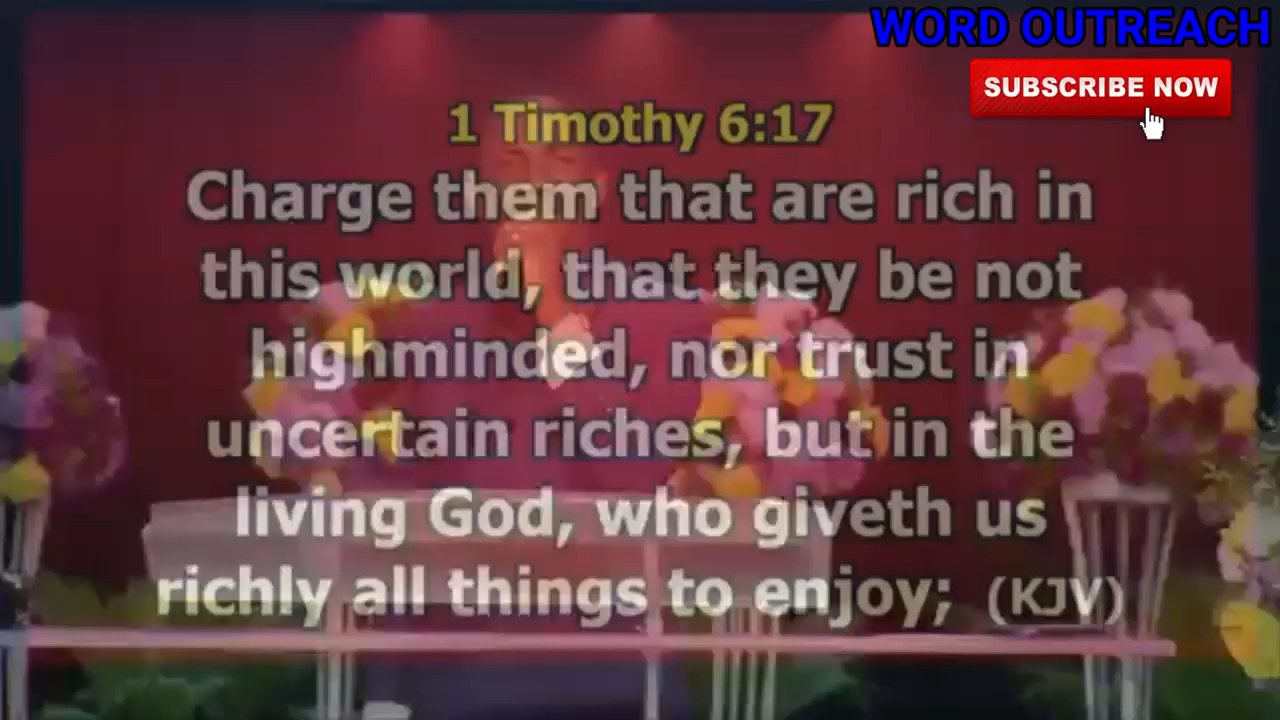 WORD OUTREACH
SUBSCRIBE NOW
1 Timothy 6:17
Charge them that are rich in
this world, that they be not
highminded, nor trust in
uncertain riches, but in the
living God, who giveth us
richly all things to enjoy; (KJV)